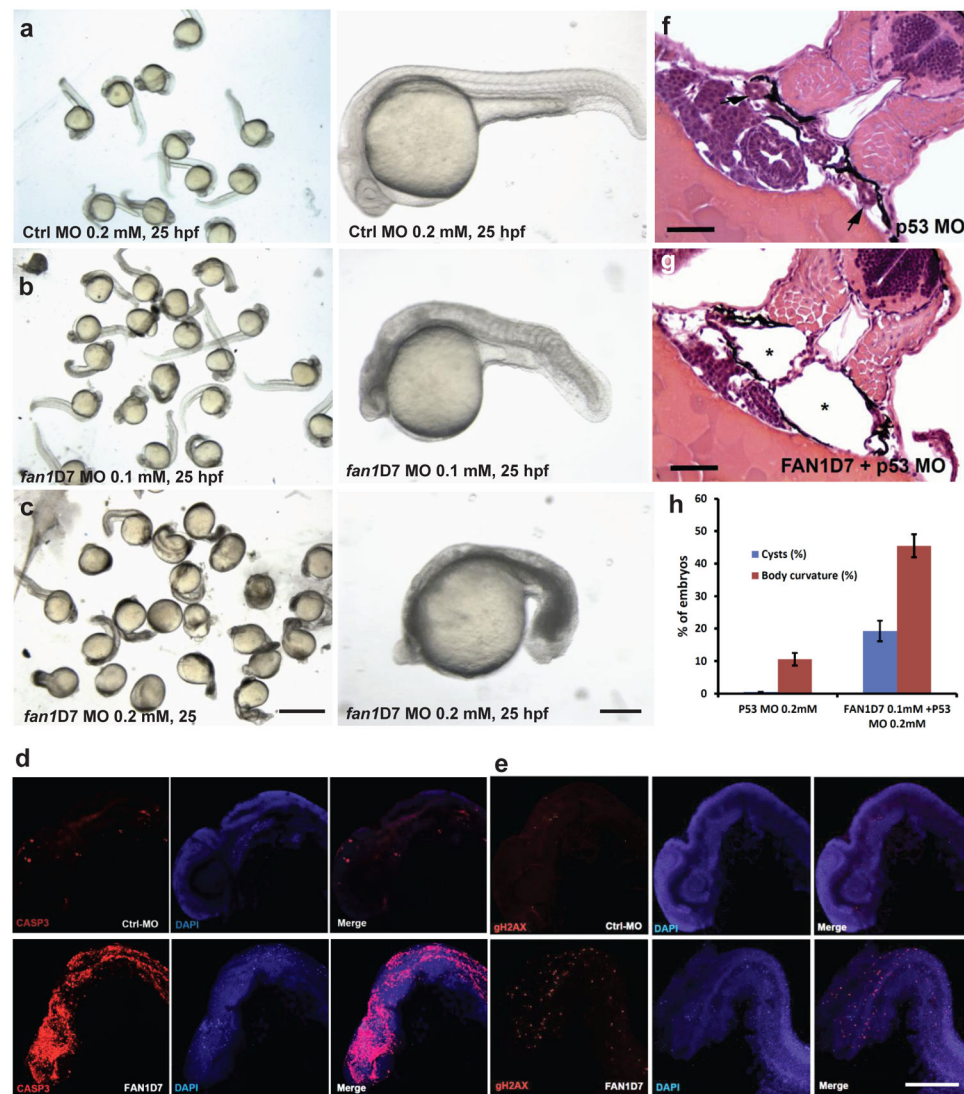 a
Ctrl MO 0.2 mM, 25 hpf
Ctrl MO 0.2 mM, 25 hpf
b
fan1D7 MO 0.1 mM, 25 hpf
fan1D7 MO 0.1 mM, 25 hpf
c
fan1D7 MO 0.2 mM, 25
fan1D7 MO 0.2 mM, 25 hpf
f
p53 MO
g
*
*
FAN1D7 + p53 MO
h
% of embryos
60
50
40
30
20
10
0
Cysts (%)
Body curvature (%)
P53 MO 0.2mM
FAN1D7 0.1mM +P53
MO 0.2mM
d
CASP3
Ctrl-MO
DAPI
Merge
CASP3
FAN1D7
DAPI
Merge
e
gH2AX
Ctrl-MO
DAPI
Merge
gH2AX
FAN1D7
DAPI
Merge